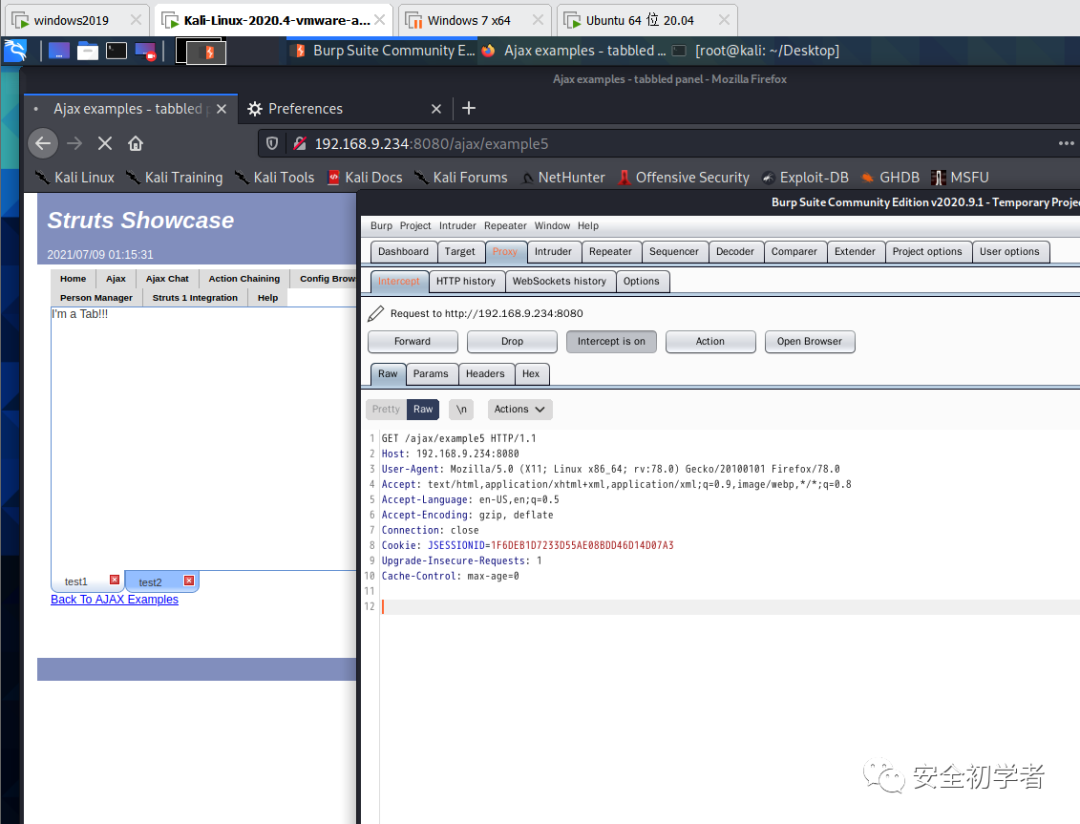 windows2019
Kali-Linux-2020.4-vmware-a...
Windows 7 x64
Ubuntu 64 位 20.04
Burp Suite Community E...
Ajax examples - tabbled ...
[root@kali: ~/Desktop]
Ajax examples - tabbled panel - Mozilla Firefox
Ajax examples - tabbled p
Preferences
192.168.9.234:8080/ajax/example5
Kali Linux
Kali Training
Kali Tools
Kali Docs
Kali Forums
NetHunter
Offensive Security
Exploit-DB
GHDB
MSFU
Struts Showcase
2021/07/09 01:15:31
Home
Ajax
Ajax Chat
Action Chaining
Config Brow
Person Manager
Struts 1 Integration
Help
I'm a Tab!!!
test1
test2
Back To AJAX Examples
Burp Suite Community Edition v2020.9.1 - Temporary Proje
Burp Project Intruder Repeater Window Help
Dashboard
Target
Proxy
Intruder
Repeater
Sequencer
Decoder
Comparer
Extender
Project options
User options
Intercept
HTTP history
WebSockets history
Options
Request to http://192.168.9.234:8080
Forward
Drop
Intercept is on
Action
Open Browser
Raw
Params
Headers
Hex
Pretty
Raw
\n
Actions
1 GET /ajax/example5 HTTP/1.1
2 Host: 192.168.9.234:8080
3 User-Agent: Mozilla/5.0 (X11; Linux x86_64; rv:78.0) Gecko/20100101 Firefox/78.0
4 Accept: text/html,application/xhtml+xml,application/xml;q=0.9,image/webp,*/*;q=0.8
5 Accept-Language: en-US,en;q=0.5
6 Accept-Encoding: gzip, deflate
7 Connection: close
8 Cookie: JSESSIONID=1F6DEB1D7233D55AE08BDD46D14D07A3
9 Upgrade-Insecure-Requests: 1
10 Cache-Control: max-age=0
11
12
安全初学者